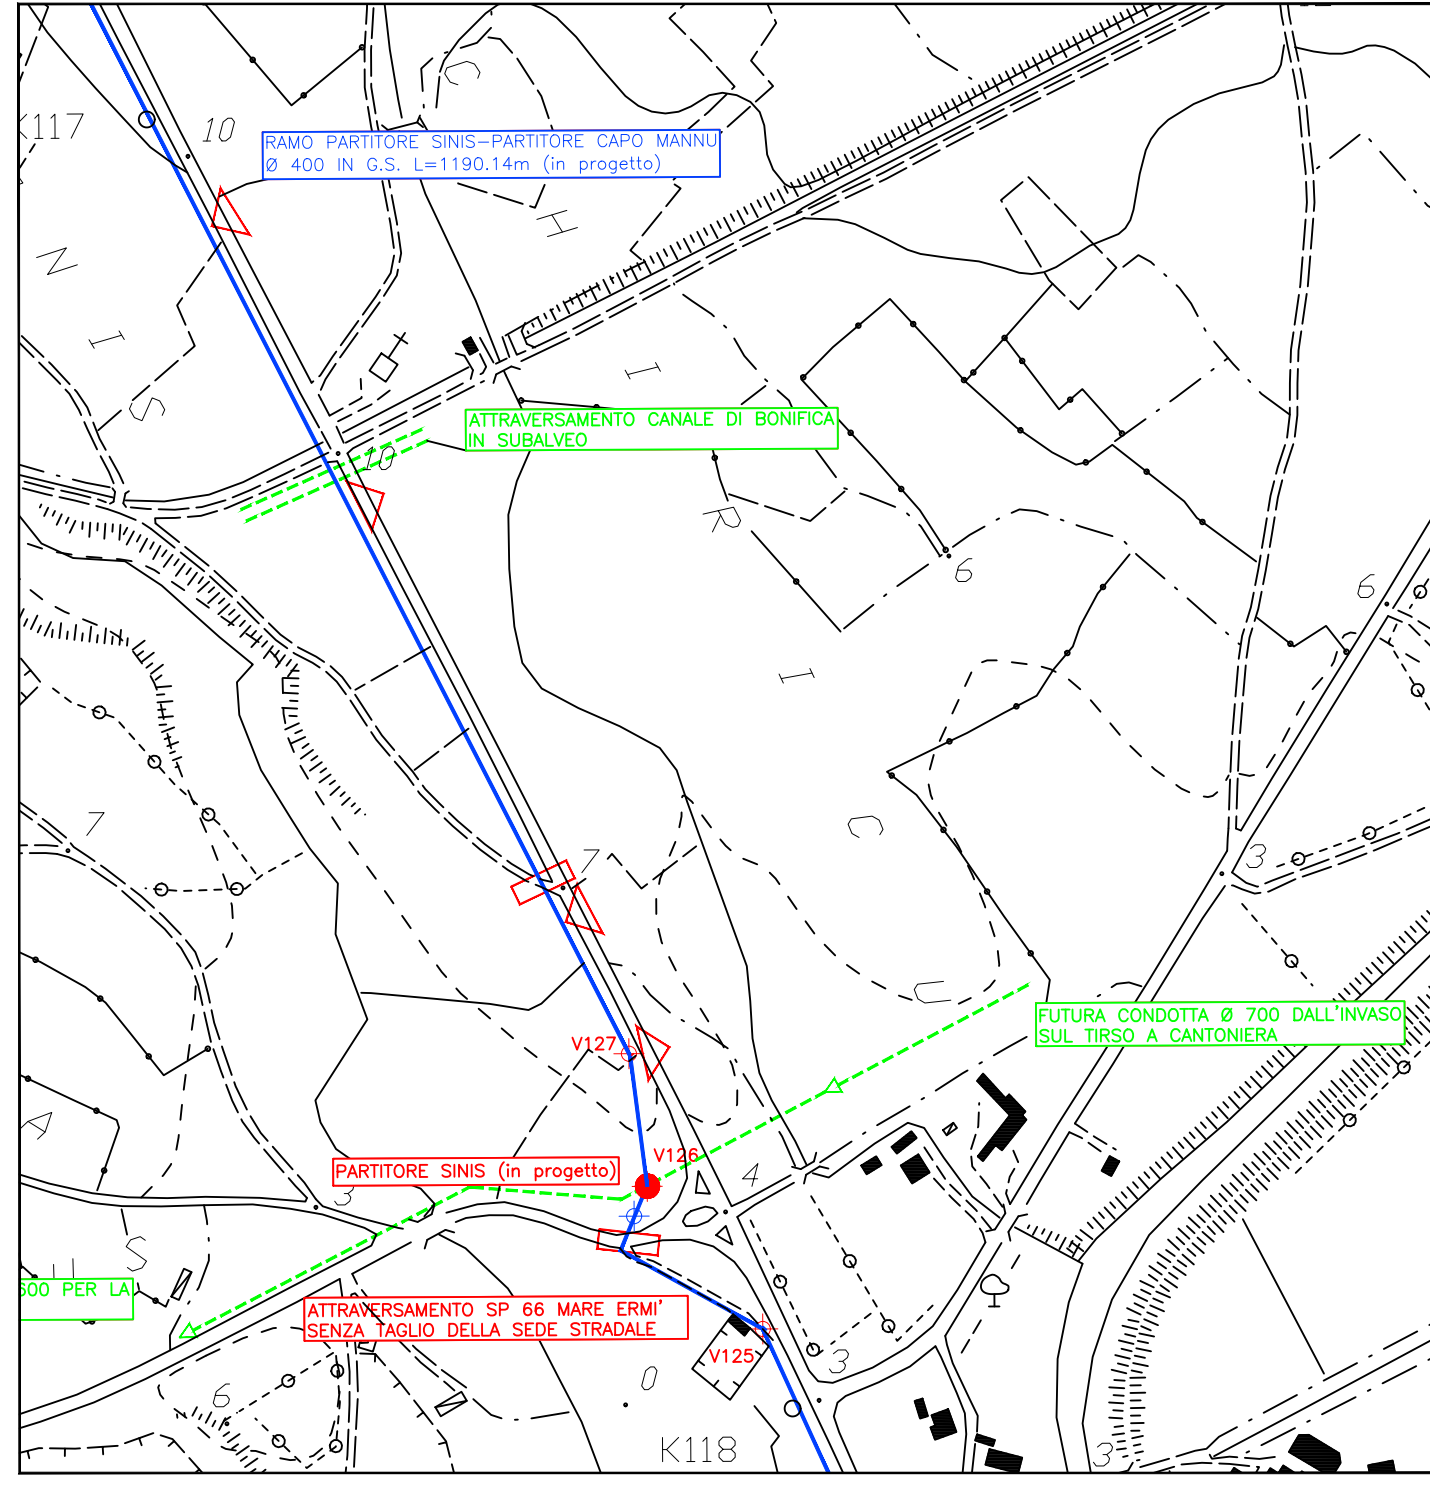 K117
10
RAMO PARTITORE SINIS-PARTITORE CAPO MANNU
Ø 400 IN G.S. L=1190.14m (in progetto)
C
H
N
I
S
I
ATTRAVERSAMENTO CANALE DI BONIFICA
IN SUBALVEO
10
R
6
6
I
7
C
7
3
U
FUTURA CONDOTTA Ø 700 DALL'INVASO
SUL TIRSO A CANTONIERA
V127
A
V126
PARTITORE SINIS (in progetto)
4
3
S
600 PER LA
ATTRAVERSAMENTO SP 66 MARE ERMI'
SENZA TAGLIO DELLA SEDE STRADALE
V125
3
0
6
K118
3